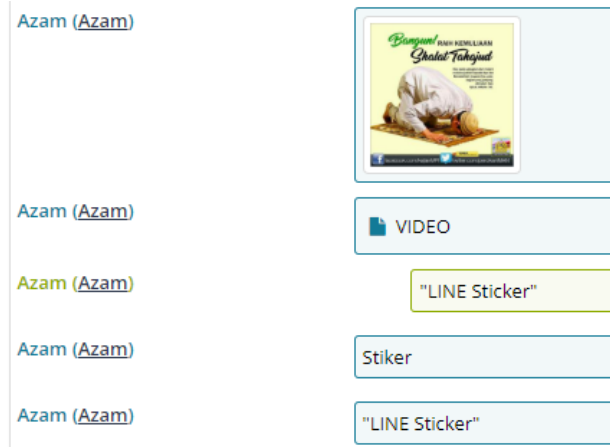 Azam (Azam)
Bangun! RAIH KEMULIAAN
Shalat Tahajud
Azam (Azam)
VIDEO
Azam (Azam)
"LINE Sticker"
Azam (Azam)
Stiker
Azam (Azam)
"LINE Sticker"